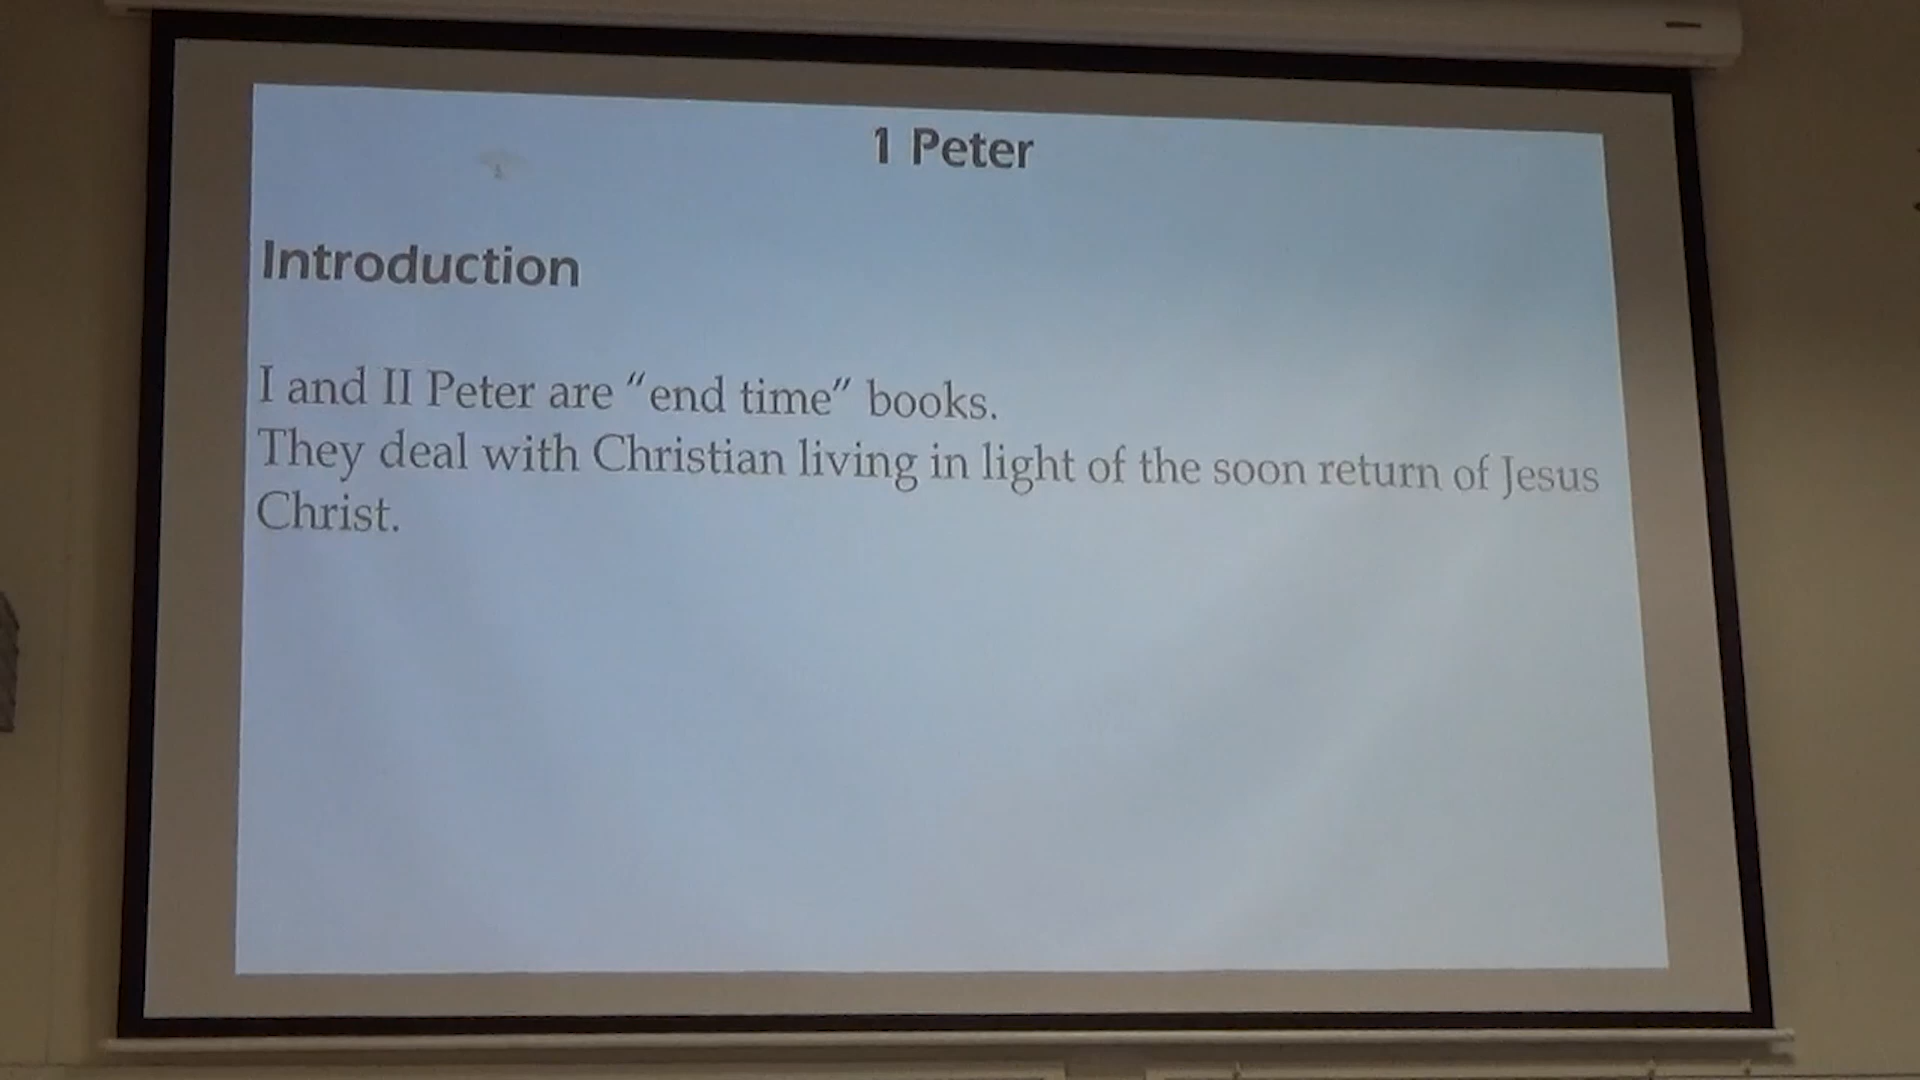 1 Peter
Introduction
I and II Peter are “end time” books.
They deal with Christian living in light of the soon return of Jesus
Christ.